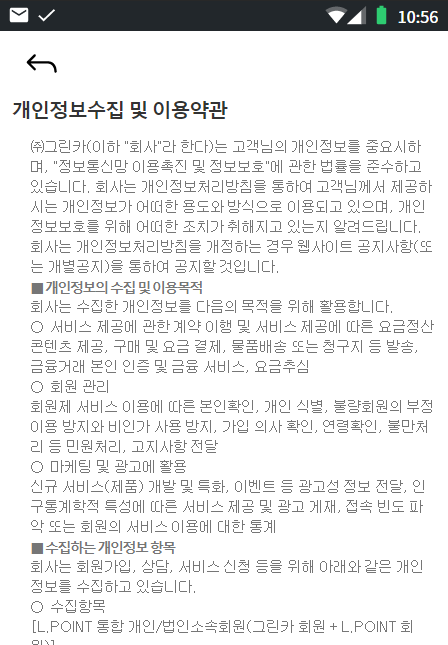 10:56
개인정보수집 및 이용약관
㈜그린카(이하 "회사"라 한다)는 고객님의 개인정보를 중요시하
며, "정보통신망 이용촉진 및 정보보호"에 관한 법률을 준수하고
있습니다. 회사는 개인정보처리방침을 통하여 고객님께서 제공하
시는 개인정보가 어떠한 용도와 방식으로 이용되고 있으며, 개인
정보보호를 위해 어떠한 조치가 취해지고 있는지 알려드립니다.
회사는 개인정보처리방침을 개정하는 경우 웹사이트 공지사항(또
는 개별공지)을 통하여 공지할 것입니다.
■ 개인정보의 수집 및 이용목적
회사는 수집한 개인정보를 다음의 목적을 위해 활용합니다.
○ 서비스 제공에 관한 계약 이행 및 서비스 제공에 따른 요금정산
콘텐츠 제공, 구매 및 요금 결제, 물품배송 또는 청구지 등 발송,
금융거래 본인 인증 및 금융 서비스, 요금추심
○ 회원 관리
회원제 서비스 이용에 따른 본인확인, 개인 식별, 불량회원의 부정
이용 방지와 비인가 사용 방지, 가입 의사 확인, 연령확인, 불만처
리 등 민원처리, 고지사항 전달
○ 마케팅 및 광고에 활용
신규 서비스(제품) 개발 및 특화, 이벤트 등 광고성 정보 전달, 인
구통계학적 특성에 따른 서비스 제공 및 광고 게재, 접속 빈도 파
악 또는 회원의 서비스 이용에 대한 통계
■ 수집하는 개인정보 항목
회사는 회원가입, 상담, 서비스 신청 등을 위해 아래와 같은 개인
정보를 수집하고 있습니다.
○ 수집항목
[L.POINT 통합 개인/법인소속회원(그린카 회원 + L.POINT 회
원)]